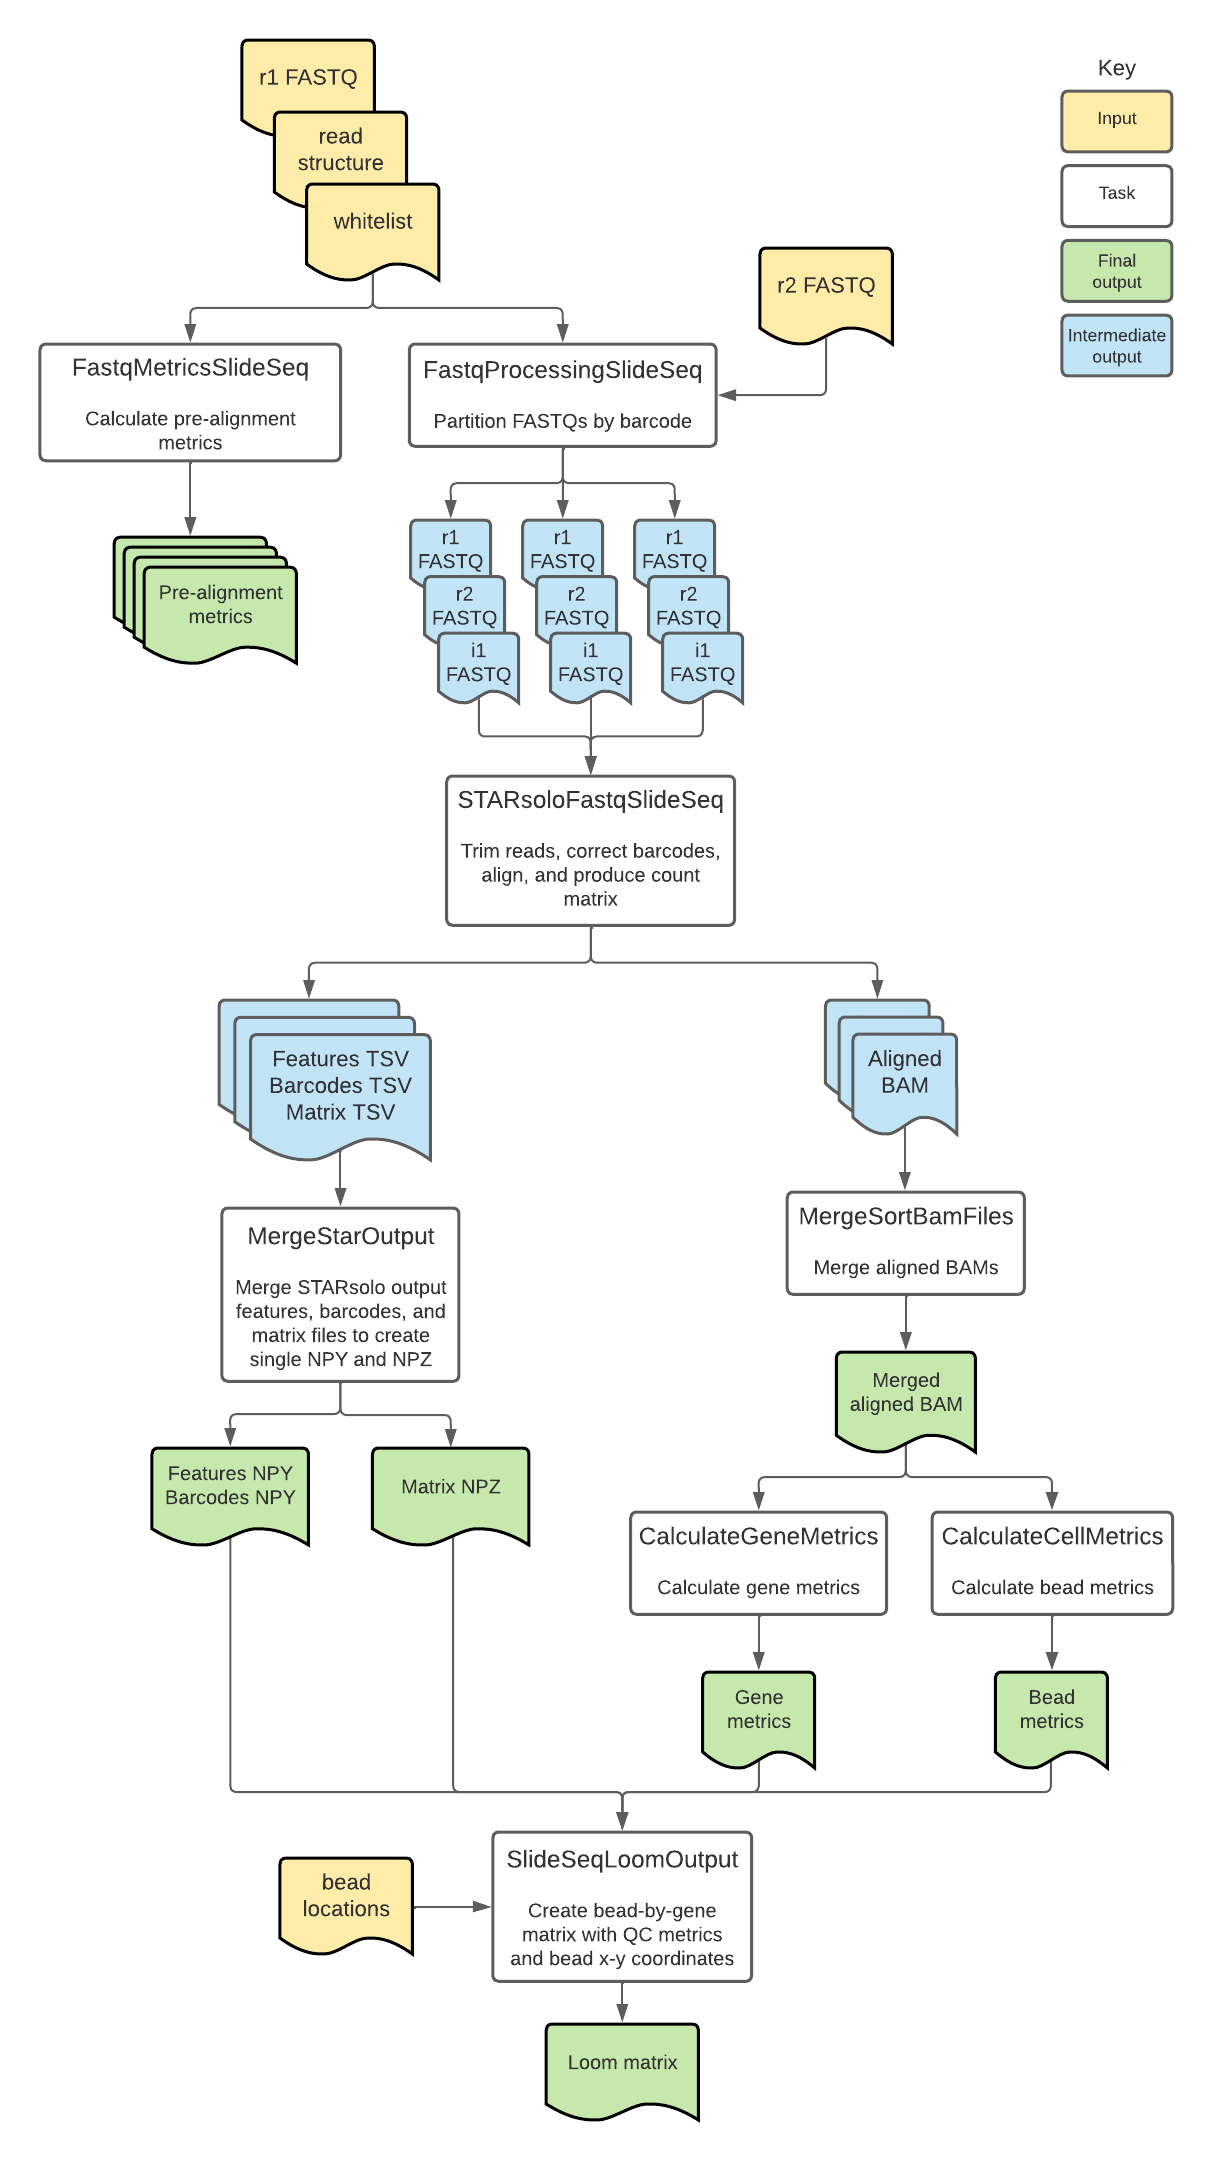 r1 FASTQ
read
structure
whitelist
Key
Input
Task
Final
output
Intermediate
output
r2 FASTQ
FastqMetricsSlideSeq
Calculate pre-alignment
metrics
FastqProcessingSlideSeq
Partition FASTQs by barcode
Pre-alignment
metrics
r1
FASTQ
r2
FASTQ
i1
FASTQ
r1
FASTQ
r2
FASTQ
i1
FASTQ
r1
FASTQ
r2
FASTQ
i1
FASTQ
STARsoloFastqSlideSeq
Trim reads, correct barcodes,
align, and produce count
matrix
Features TSV
Barcodes TSV
Matrix TSV
Aligned
BAM
MergeStarOutput
Merge STARsolo output
features, barcodes, and
matrix files to create
single NPY and NPZ
MergeSortBamFiles
Merge aligned BAMs
Merged
aligned BAM
Features NPY
Barcodes NPY
Matrix NPZ
CalculateGeneMetrics
Calculate gene metrics
CalculateCellMetrics
Calculate bead metrics
Gene
metrics
Bead
metrics
bead
locations
SlideSeqLoomOutput
Create bead-by-gene
matrix with QC metrics
and bead x-y coordinates
Loom matrix